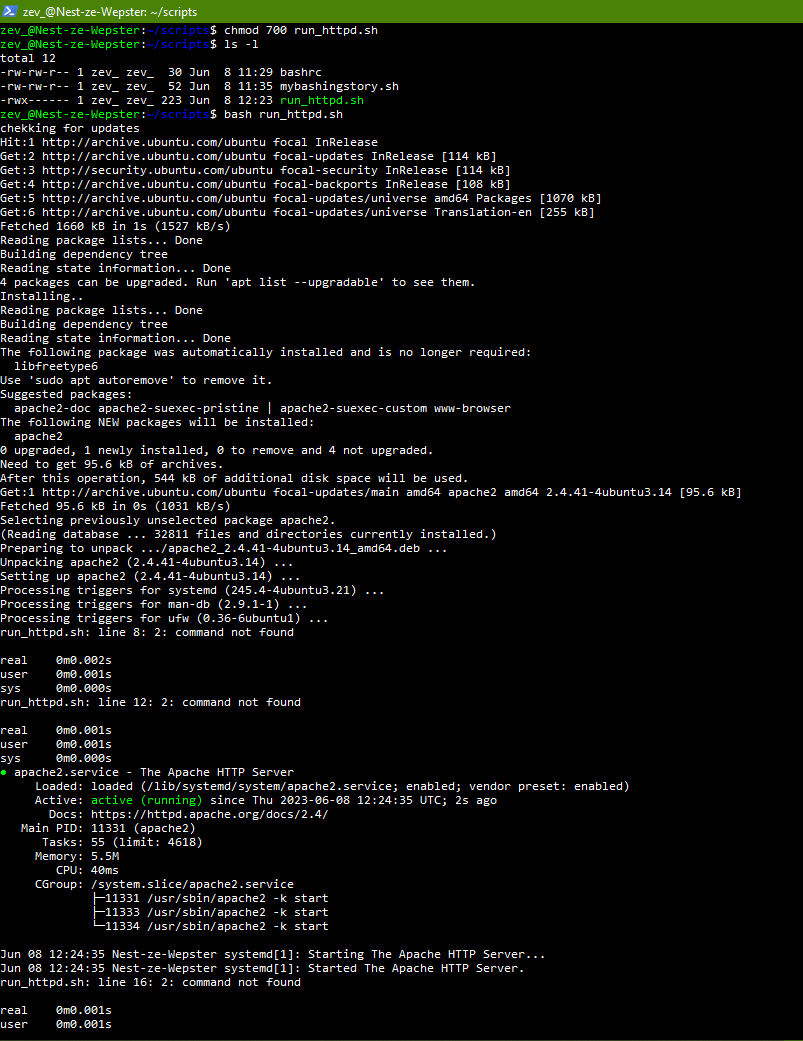 zev_@Nest-ze-Wepster: ~/scripts
zev_@Nest-ze-Wepster:~/scripts$ chmod 700 run_httpd.sh
zev_@Nest-ze-Wepster:~/scripts$ ls -l
total 12
-rw-rw-r-- 1 zev_ zev_  30 Jun  8 11:29 bashrc
-rw-rw-r-- 1 zev_ zev_  52 Jun  8 11:35 mybashingstory.sh
-rwx------ 1 zev_ zev_ 223 Jun  8 12:23 run_httpd.sh
zev_@Nest-ze-Wepster:~/scripts$ bash run_httpd.sh
chekking for updates
Hit:1 http://archive.ubuntu.com/ubuntu focal InRelease
Get:2 http://archive.ubuntu.com/ubuntu focal-updates InRelease [114 kB]
Get:3 http://security.ubuntu.com/ubuntu focal-security InRelease [114 kB]
Get:4 http://archive.ubuntu.com/ubuntu focal-backports InRelease [108 kB]
Get:5 http://archive.ubuntu.com/ubuntu focal-updates/universe amd64 Packages [1070 kB]
Get:6 http://archive.ubuntu.com/ubuntu focal-updates/universe Translation-en [255 kB]
Fetched 1660 kB in 1s (1527 kB/s)
Reading package lists... Done
Building dependency tree
Reading state information... Done
4 packages can be upgraded. Run 'apt list --upgradable' to see them.
Installing..
Reading package lists... Done
Building dependency tree
Reading state information... Done
The following package was automatically installed and is no longer required:
  libfreetype6
Use 'sudo apt autoremove' to remove it.
Suggested packages:
  apache2-doc apache2-suexec-pristine | apache2-suexec-custom www-browser
The following NEW packages will be installed:
  apache2
0 upgraded, 1 newly installed, 0 to remove and 4 not upgraded.
Need to get 95.6 kB of archives.
After this operation, 544 kB of additional disk space will be used.
Get:1 http://archive.ubuntu.com/ubuntu focal-updates/main amd64 apache2 amd64 2.4.41-4ubuntu3.14 [95.6 kB]
Fetched 95.6 kB in 0s (1031 kB/s)
Selecting previously unselected package apache2.
(Reading database ... 32811 files and directories currently installed.)
Preparing to unpack .../apache2_2.4.41-4ubuntu3.14_amd64.deb ...
Unpacking apache2 (2.4.41-4ubuntu3.14) ...
Setting up apache2 (2.4.41-4ubuntu3.14) ...
Processing triggers for systemd (245.4-4ubuntu3.21) ...
Processing triggers for man-db (2.9.1-1) ...
Processing triggers for ufw (0.36-6ubuntu1) ...
run_httpd.sh: line 8: 2: command not found
real    0m0.002s
user    0m0.001s
sys     0m0.000s
run_httpd.sh: line 12: 2: command not found
real    0m0.001s
user    0m0.001s
sys     0m0.000s
● apache2.service - The Apache HTTP Server
     Loaded: loaded (/lib/systemd/system/apache2.service; enabled; vendor preset: enabled)
     Active: active (running) since Thu 2023-06-08 12:24:35 UTC; 2s ago
       Docs: https://httpd.apache.org/docs/2.4/
   Main PID: 11331 (apache2)
      Tasks: 55 (limit: 4618)
     Memory: 5.5M
        CPU: 40ms
     CGroup: /system.slice/apache2.service
             ├─11331 /usr/sbin/apache2 -k start
             ├─11333 /usr/sbin/apache2 -k start
             └─11334 /usr/sbin/apache2 -k start
Jun 08 12:24:35 Nest-ze-Wepster systemd[1]: Starting The Apache HTTP Server...
Jun 08 12:24:35 Nest-ze-Wepster systemd[1]: Started The Apache HTTP Server.
run_httpd.sh: line 16: 2: command not found
real    0m0.001s
user    0m0.001s